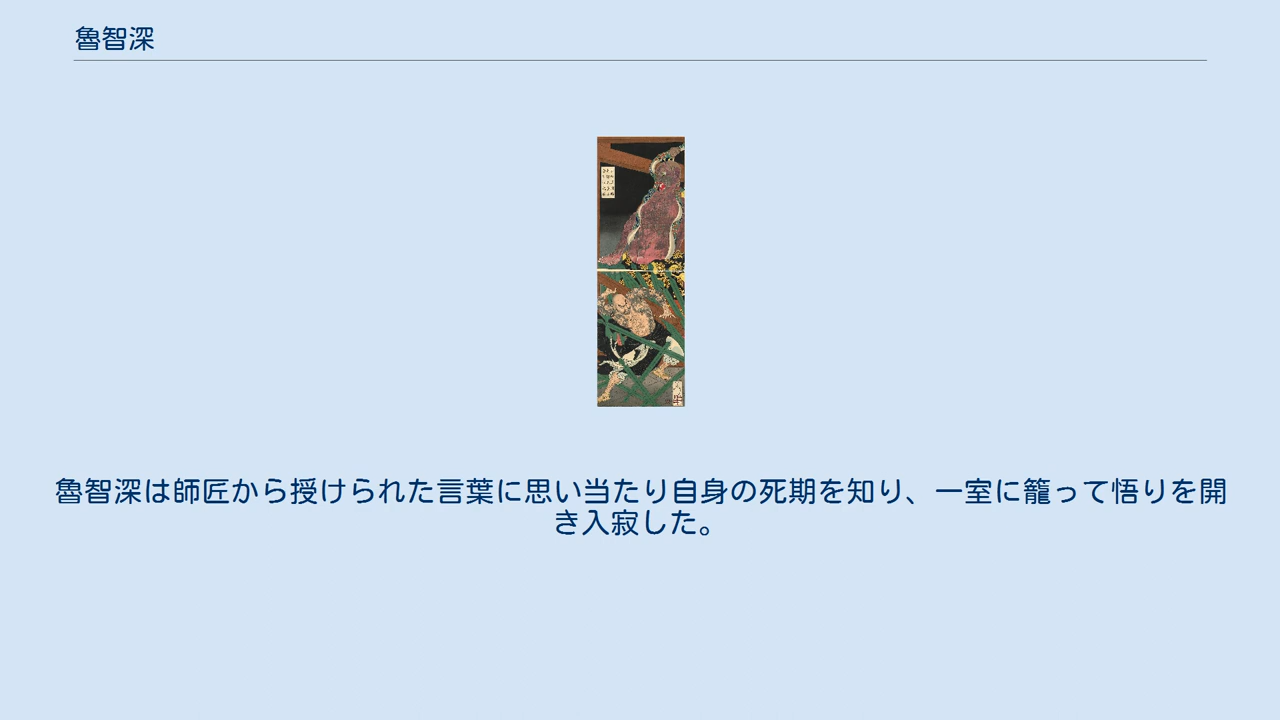 魯智深
魯智深は師匠から授けられた言葉に思い当たり自身の死期を知り、一室に籠って悟りを開
き入寂した。